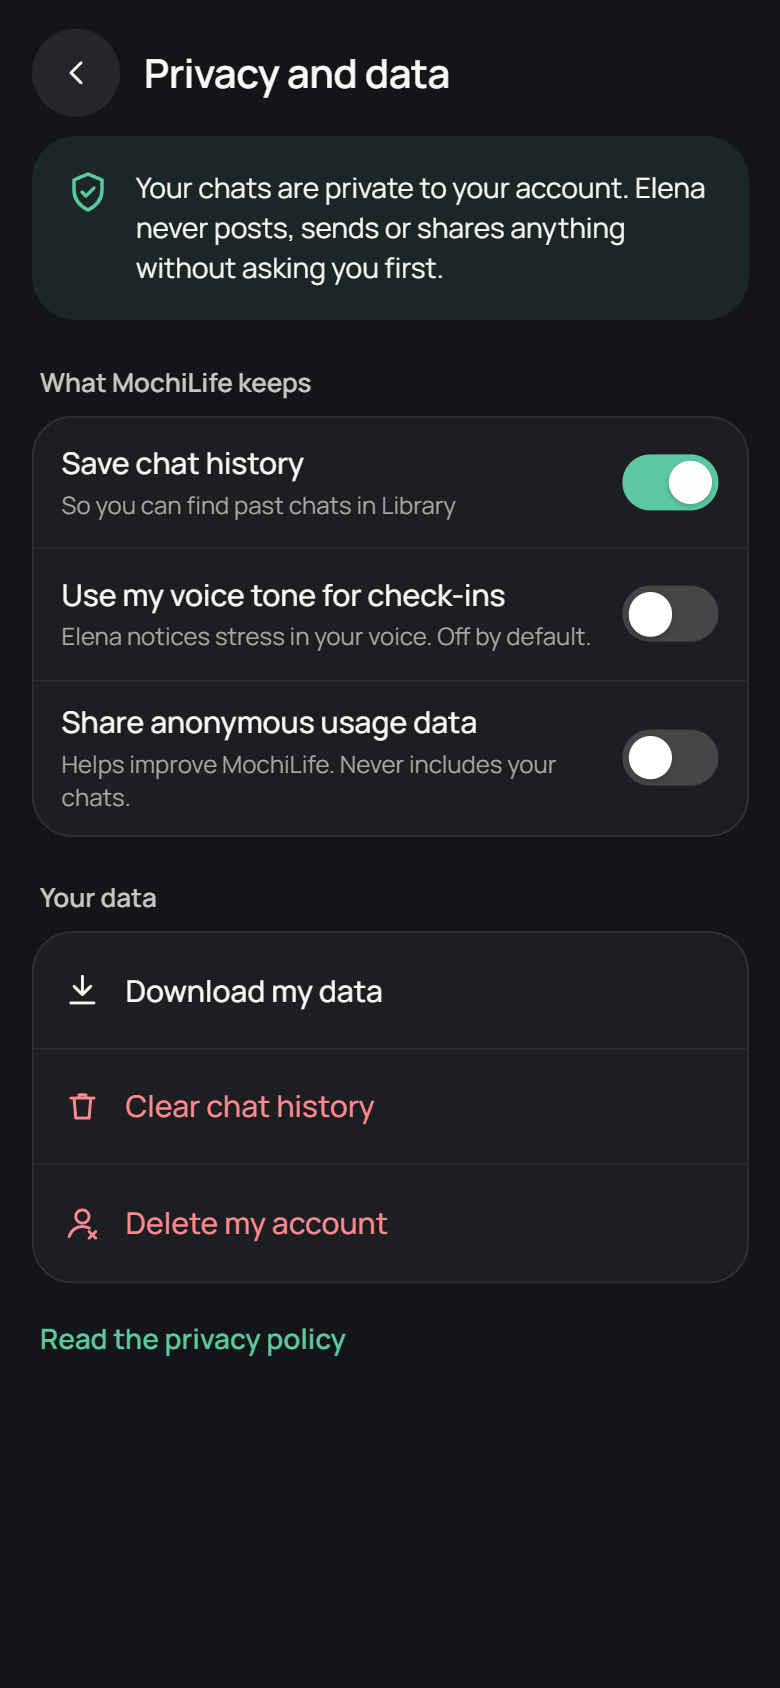 Privacy and data
Your chats are private to your account. Elena
never posts, sends or shares anything
without asking you first.
What MochiLife keeps
Save chat history
So you can find past chats in Library
Use my voice tone for check-ins
Elena notices stress in your voice. Off by default.
Share anonymous usage data
Helps improve MochiLife. Never includes your
chats.
Your data
Download my data
Clear chat history
Delete my account
Read the privacy policy